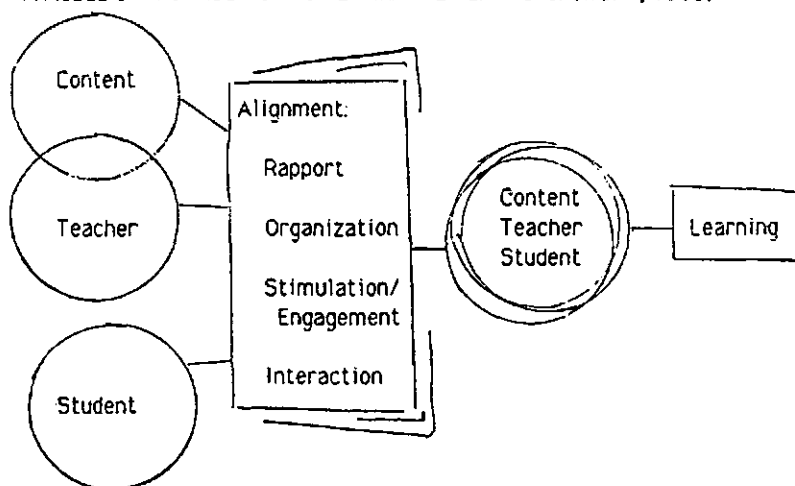 Content
Teacher
Student
Alignment:
Rapport
Organization
Stimulation/
Engagement
Interaction
Content
Teacher
Student
Learning